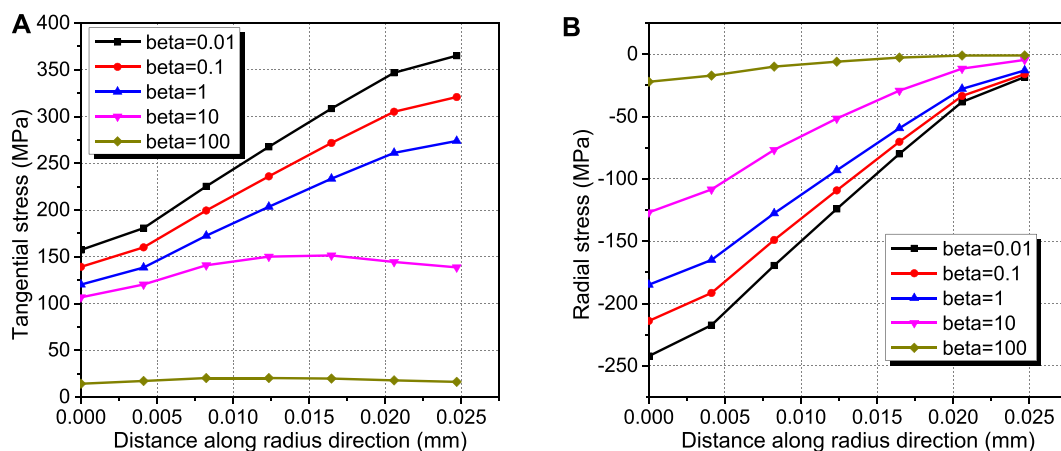 A
400
350
300
250
200
150
100
50
0
Tangential stress (MPa)
beta=0.01
beta=0.1
beta=1
beta=10
beta=100
0.000
0.005
0.010
0.015
0.020
0.025
Distance along radius direction (mm)
B
0
-50
-100
-150
-200
-250
Radial stress (MPa)
beta=0.01
beta=0.1
beta=1
beta=10
beta=100
0.000
0.005
0.010
0.015
0.020
0.025
Distance along radius direction (mm)